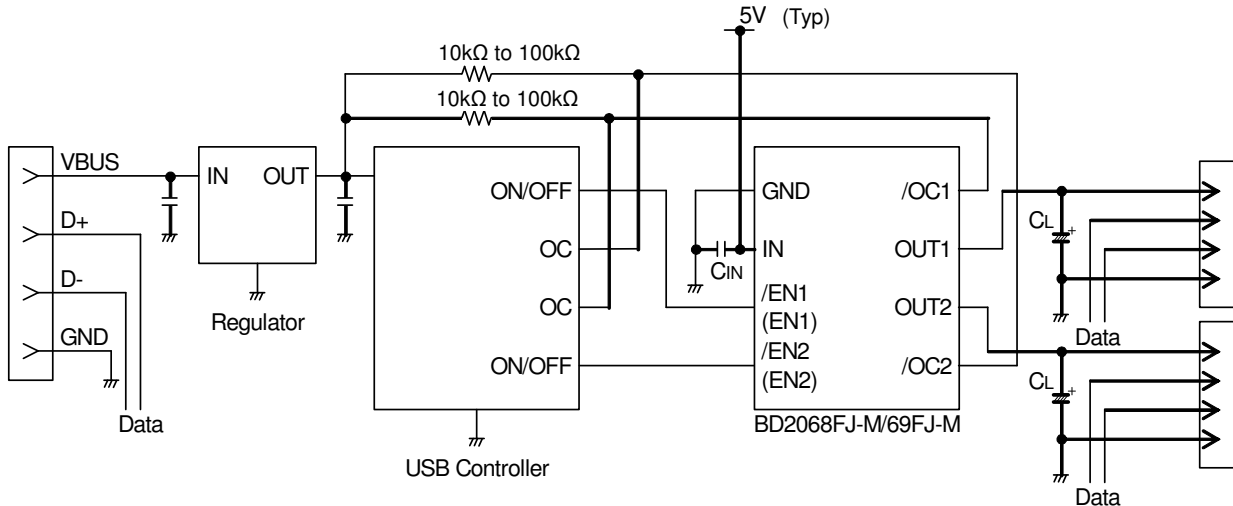 5V (Typ)
10kΩ to 100kΩ
10kΩ to 100kΩ
VBUS
D+
D-
GND
Data
IN OUT
Regulator
ON/OFF
OC
OC
ON/OFF
USB Controller
CIN
GND
IN
/EN1
(EN1)
/EN2
(EN2)
/OC1
OUT1
OUT2
/OC2
BD2068FJ-M/69FJ-M
CL
+
Data
CL
+
Data